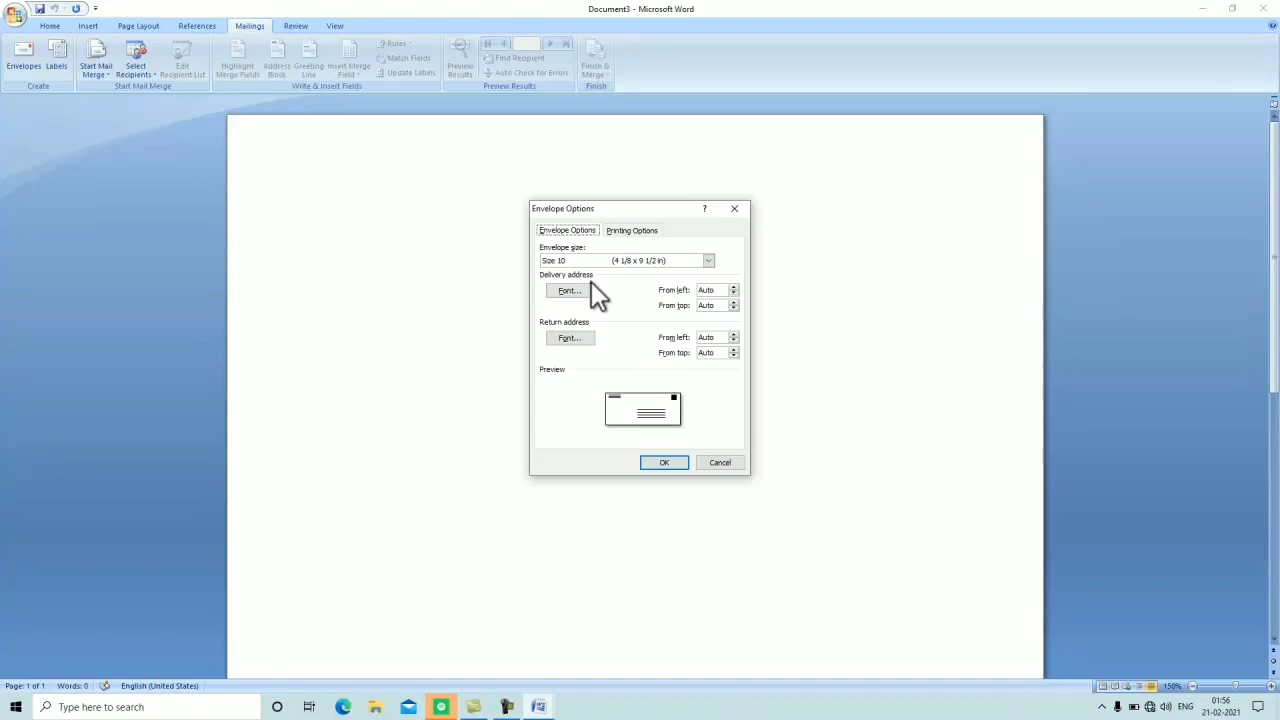 Document3 - Microsoft Word
Home Insert Page Layout References Mailings Review View
Envelopes Labels Start Mail Merge Select Recipients Edit Recipient List Highlight Merge Fields Address Block Greeting Line Insert Merge Field Rules Match Fields Update Labels Preview Results Find Recipient Auto Check for Errors Finish & Merge
Create Start Mail Merge Write & Insert Fields Preview Results Finish
Envelope Options ?
Envelope Options Printing Options
Envelope size:
Size 10 (4 1/8 x 9 1/2 in)
Delivery address
Font... From left: Auto
From top: Auto
Return address
Font... From left: Auto
From top: Auto
Preview
OK Cancel
Page: 1 of 1 Words: 0 English (United States) 150%
Type here to search ENG 01:56
21-02-2021